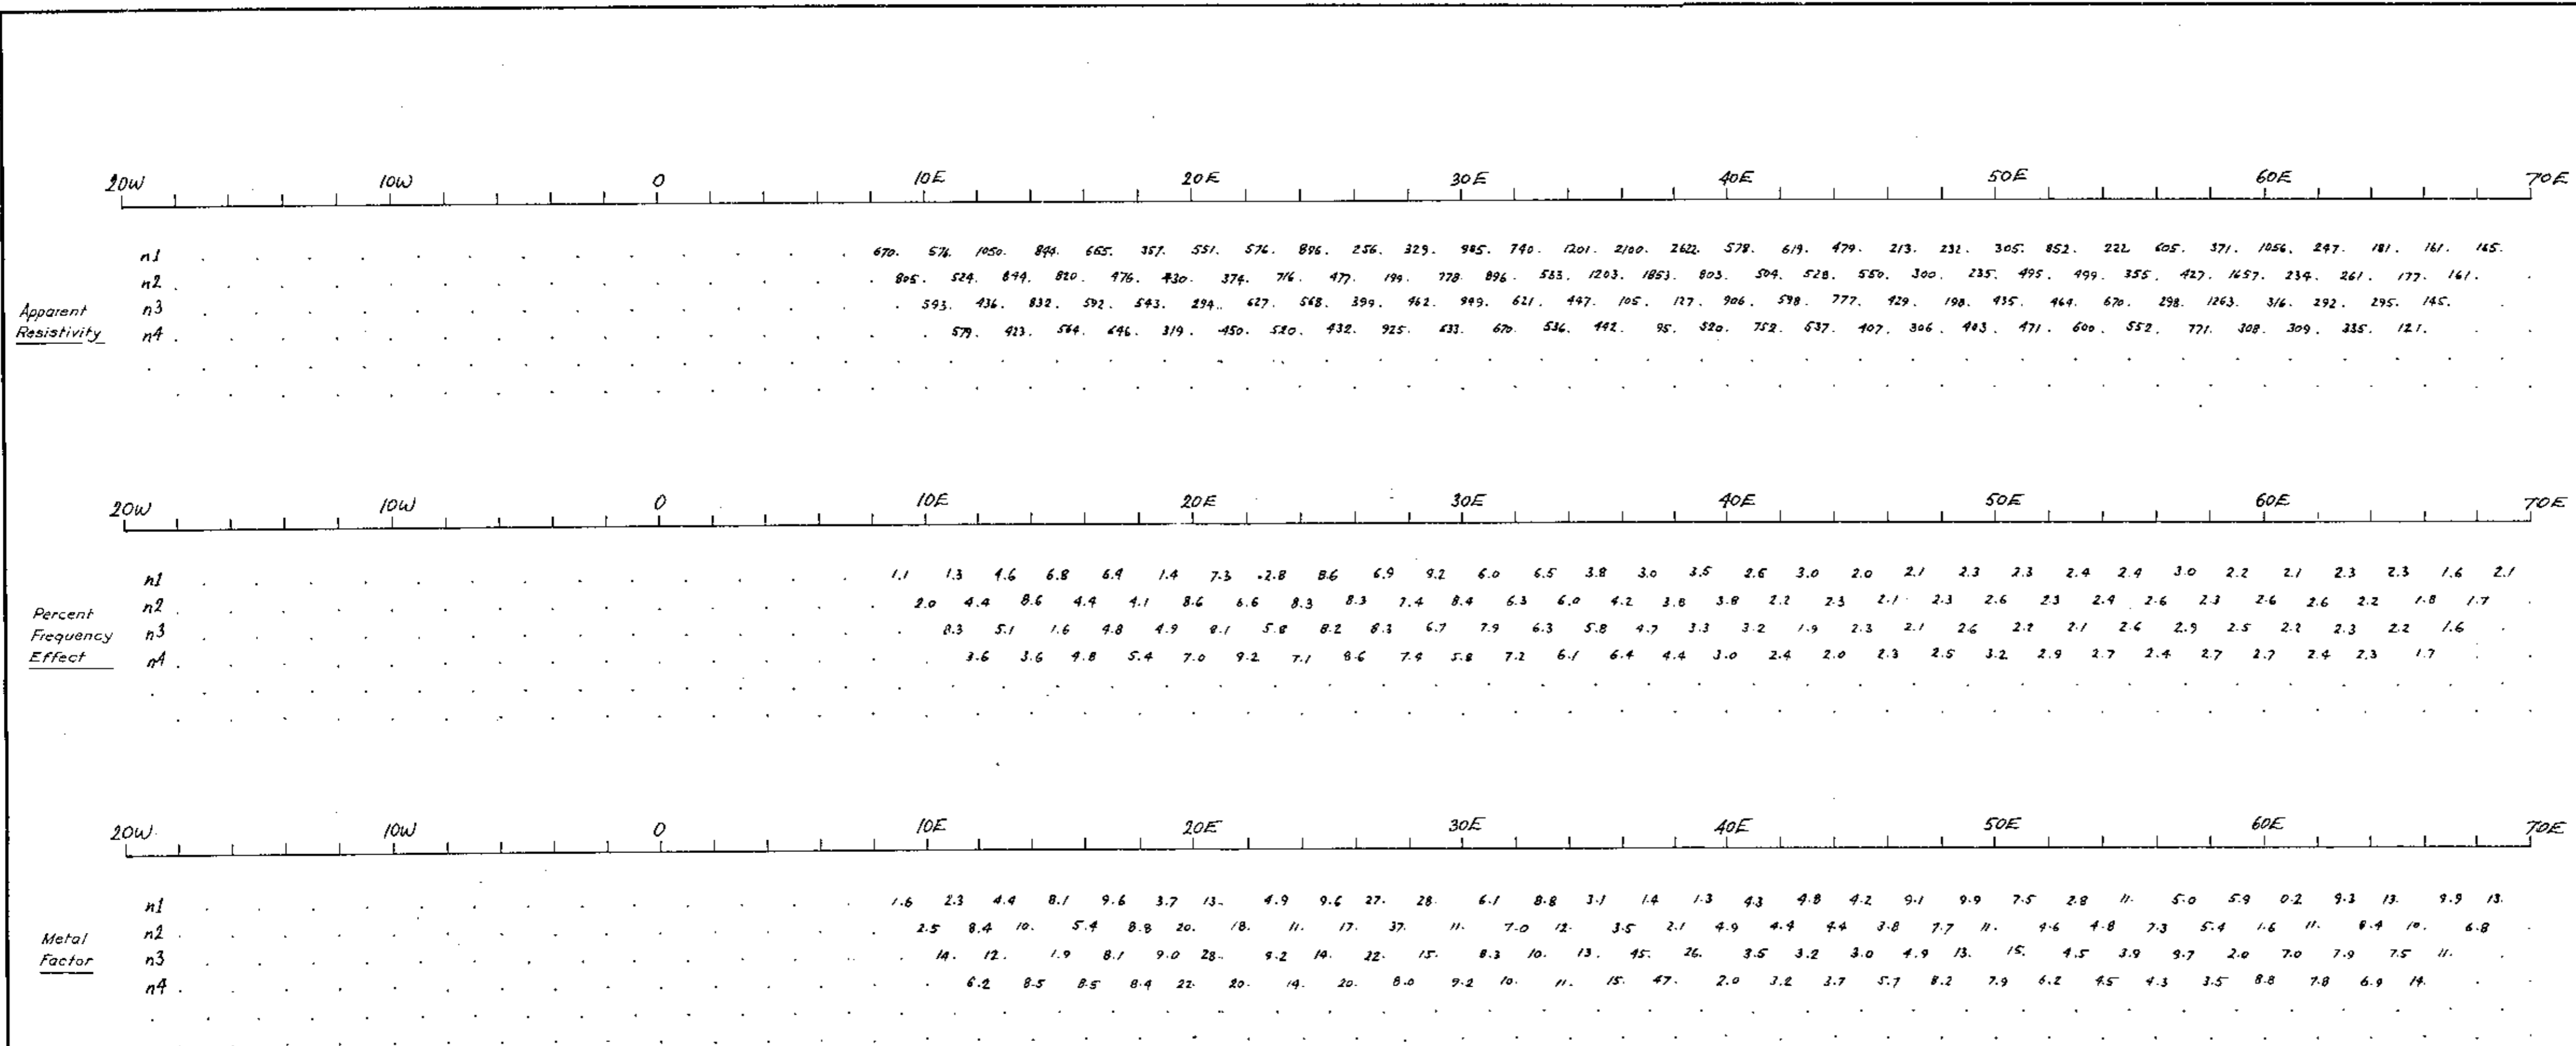 20W 10W 0 10E 20E 30E 40E 50E 60E 70E
n1 670. 576. 1050. 844. 665. 357. 551. 576. 896. 256. 329. 985. 740. 1201. 2100. 2622. 578. 619. 479. 213. 232. 305. 852. 222 605. 371. 1056. 247. 181. 161. 165.
n2 805. 524. 844. 820. 476. 430. 374. 716. 477. 199. 778. 896. 533. 1203. 1853. 803. 504. 528. 550. 300. 235. 495. 499. 355. 427. 1657. 234. 261. 177. 161.
Apparent Resistivity
n3 593. 436. 832. 592. 543. 294. 627. 568. 399. 462. 949. 621. 447. 105. 127. 906. 598. 777. 429. 198. 435. 464. 670. 298. 1263. 316. 292. 295. 145.
n4 579. 423. 564. 646. 319. 450. 520. 432. 925. 633. 670. 536. 442. 95. 520. 752. 537. 407. 306. 403. 471. 600. 552. 771. 308. 309. 335. 121.
20W 10W 0 10E 20E 30E 40E 50E 60E 70E
n1 1.1 1.3 4.6 6.8 6.4 1.4 7.3 2.8 8.6 6.9 9.2 6.0 6.5 3.8 3.0 3.5 2.6 3.0 2.0 2.1 2.3 2.3 2.4 2.4 3.0 2.2 2.1 2.3 2.3 1.6 2.1
Percent Frequency Effect
n2 2.0 4.4 8.6 4.4 4.1 8.6 6.6 8.3 8.3 7.4 8.4 6.3 6.0 4.2 3.8 3.8 2.2 2.3 2.1 2.3 2.6 2.3 2.4 2.6 2.3 2.6 2.6 2.2 1.8 1.7
n3 8.3 5.1 1.6 4.8 4.9 8.1 5.8 8.2 8.3 6.7 7.9 6.3 5.8 4.7 3.3 3.2 1.9 2.3 2.1 2.6 2.2 2.1 2.6 2.9 2.5 2.2 2.3 2.2 1.6
n4 3.6 3.6 4.8 5.4 7.0 9.2 7.1 8.6 7.4 5.8 7.2 6.1 6.4 4.4 3.0 2.4 2.0 2.3 2.5 3.2 2.9 2.7 2.4 2.7 2.7 2.4 2.3 1.7
20W 10W 0 10E 20E 30E 40E 50E 60E 70E
n1 1.6 2.3 4.4 8.1 9.6 3.7 13. 4.9 9.6 27. 28. 6.1 8.8 3.1 1.4 1.3 4.3 4.8 4.2 9.1 9.9 7.5 2.8 11. 5.0 5.9 0.2 9.3 13. 9.9 13.
Metal Factor
n2 2.5 8.4 10. 5.4 8.8 20. 18. 11. 17. 37. 11. 7.0 12. 3.5 2.1 4.9 4.4 4.4 3.8 7.7 11. 4.6 4.8 7.3 5.4 1.6 11. 8.4 10. 6.8
n3 14. 12. 1.9 8.1 9.0 28. 9.2 14. 22. 15. 8.3 10. 13. 45. 26. 3.5 3.2 3.0 4.9 13. 15. 4.5 3.9 9.7 2.0 7.0 7.9 7.5 11.
n4 6.2 8.5 8.5 8.4 22. 20. 14. 20. 8.0 9.2 10. 11. 15. 47. 2.0 3.2 3.7 5.7 8.2 7.9 6.2 4.5 4.3 3.5 8.8 7.8 6.9 14.